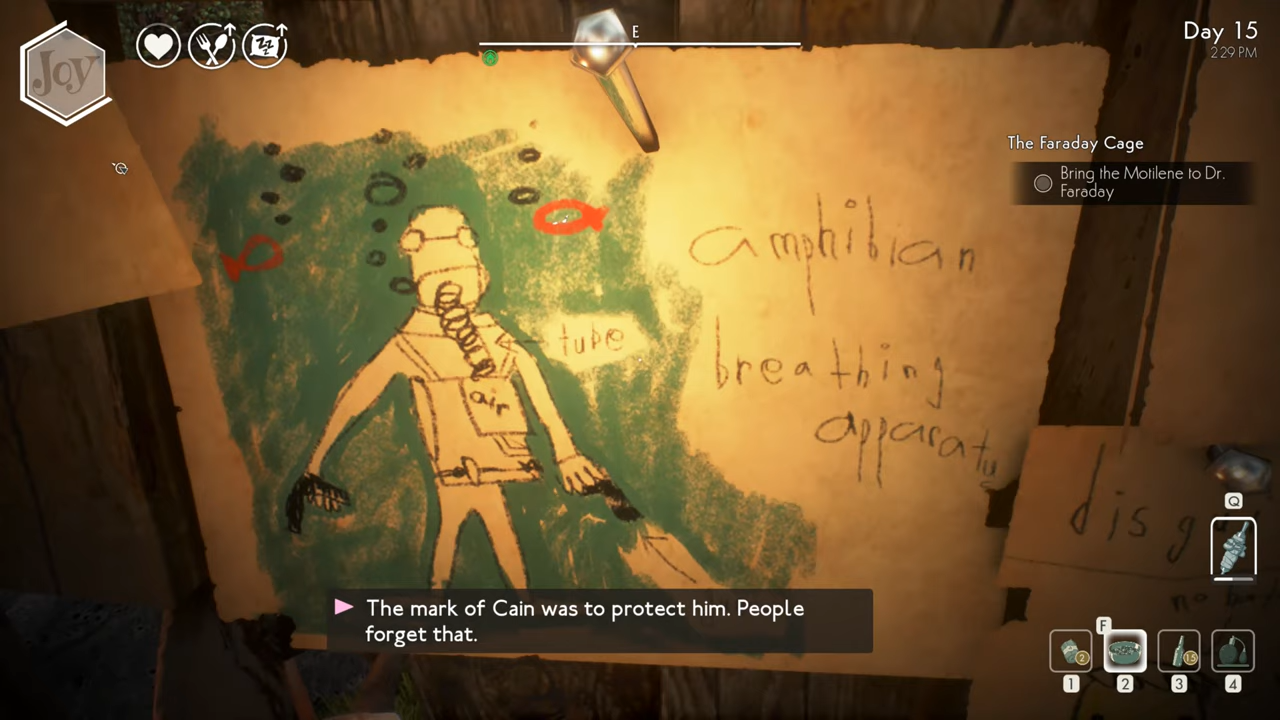 Joy
E
Day 15
2:29 PM
The Faraday Cage
Bring the Motilene to Dr.
Faraday
amphibian
tube
breathing
air
apparatus
Q
The mark of Cain was to protect him. People
forget that.
F
2
15
1
2
3
4